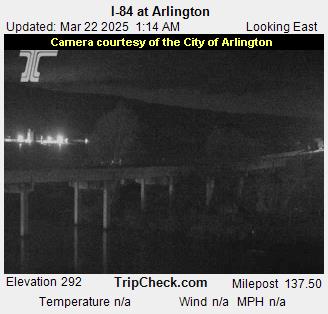 I-84 at Arlington
Updated: Mar 22 2025 1:14 AM Looking East
Camera courtesy of the City of Arlington
Elevation 292 TripCheck.com Milepost 137.50
Temperature n/a Wind n/a MPH n/a